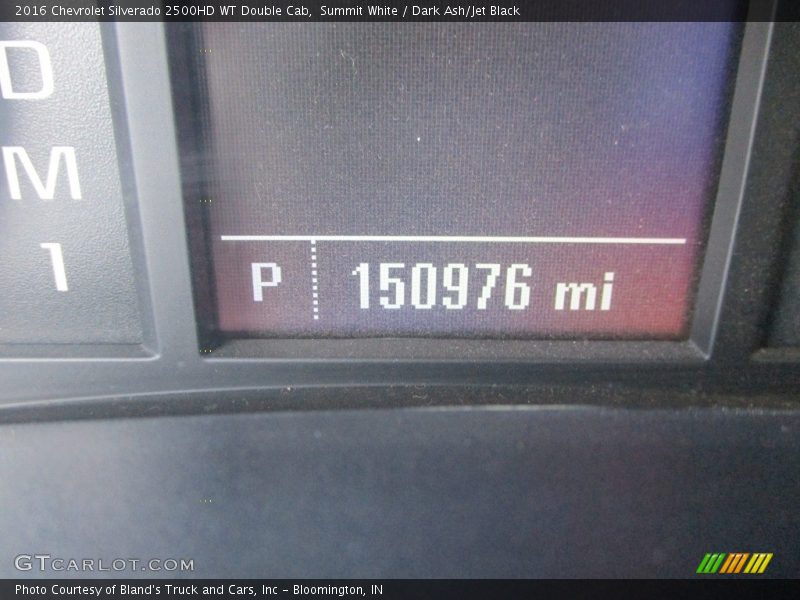 2016 Chevrolet Silverado 2500HD WT Double Cab,  Summit White / Dark Ash/Jet Black
D
M
1
P 150976 mi
GTCARLOT.COM
Photo Courtesy of Bland's Truck and Cars, Inc - Bloomington, IN